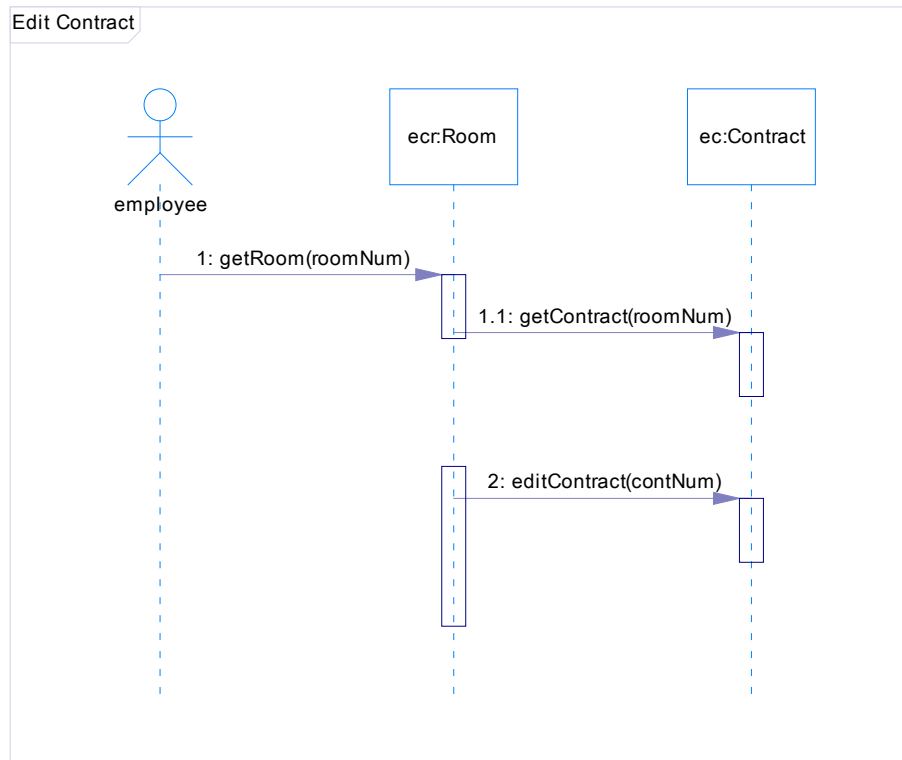 Edit Contract
ecr:Room
ec:Contract
employee
1: getRoom(roomNum)
1.1: getContract(roomNum)
2: editContract(contNum)